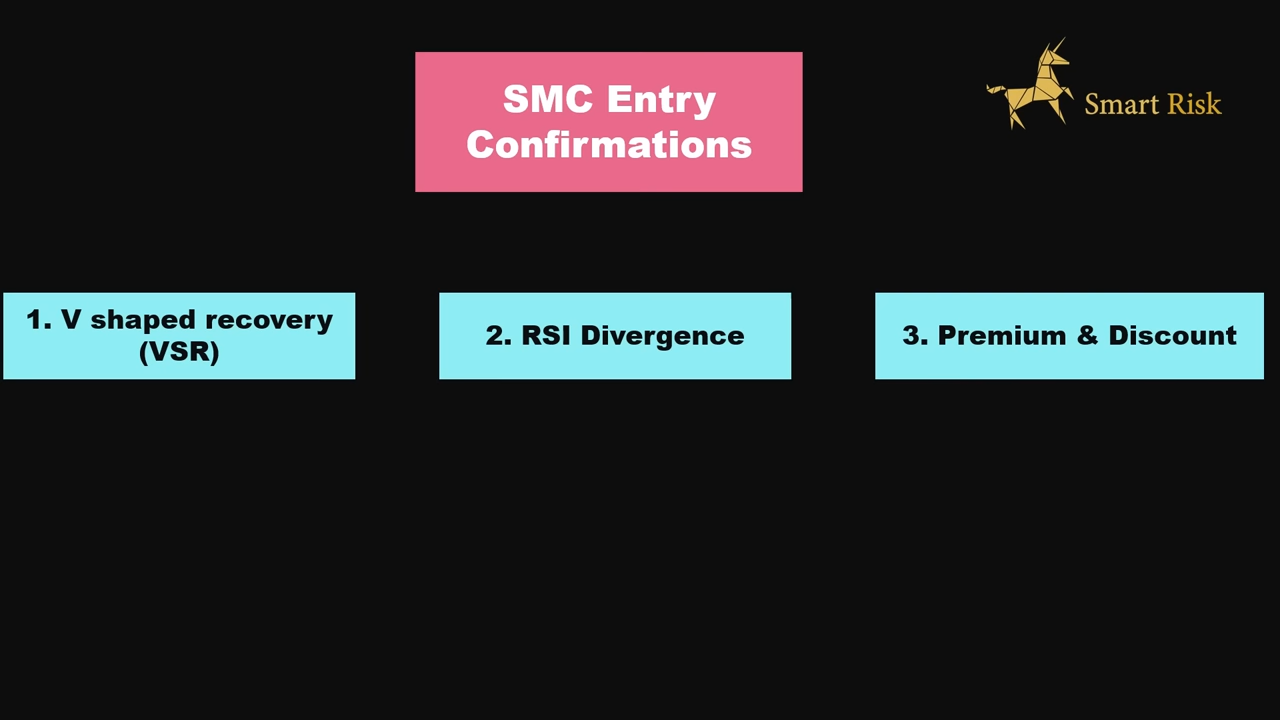 SMC Entry
Confirmations
Smart Risk
1. V shaped recovery
(VSR)
2. RSI Divergence
3. Premium & Discount